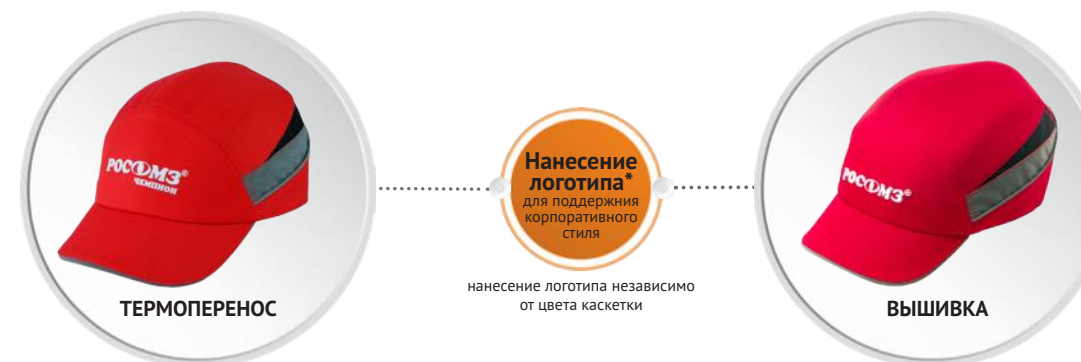 РОСОМЗ®
ЧЕМПИОН
ТЕРМОПЕРЕНОС
Нанесение
логотипа*
для поддержния
корпоративного
стиля
нанесение логотипа независимо
от цвета каскетки
РОСОМЗ®
ВЫШИВКА